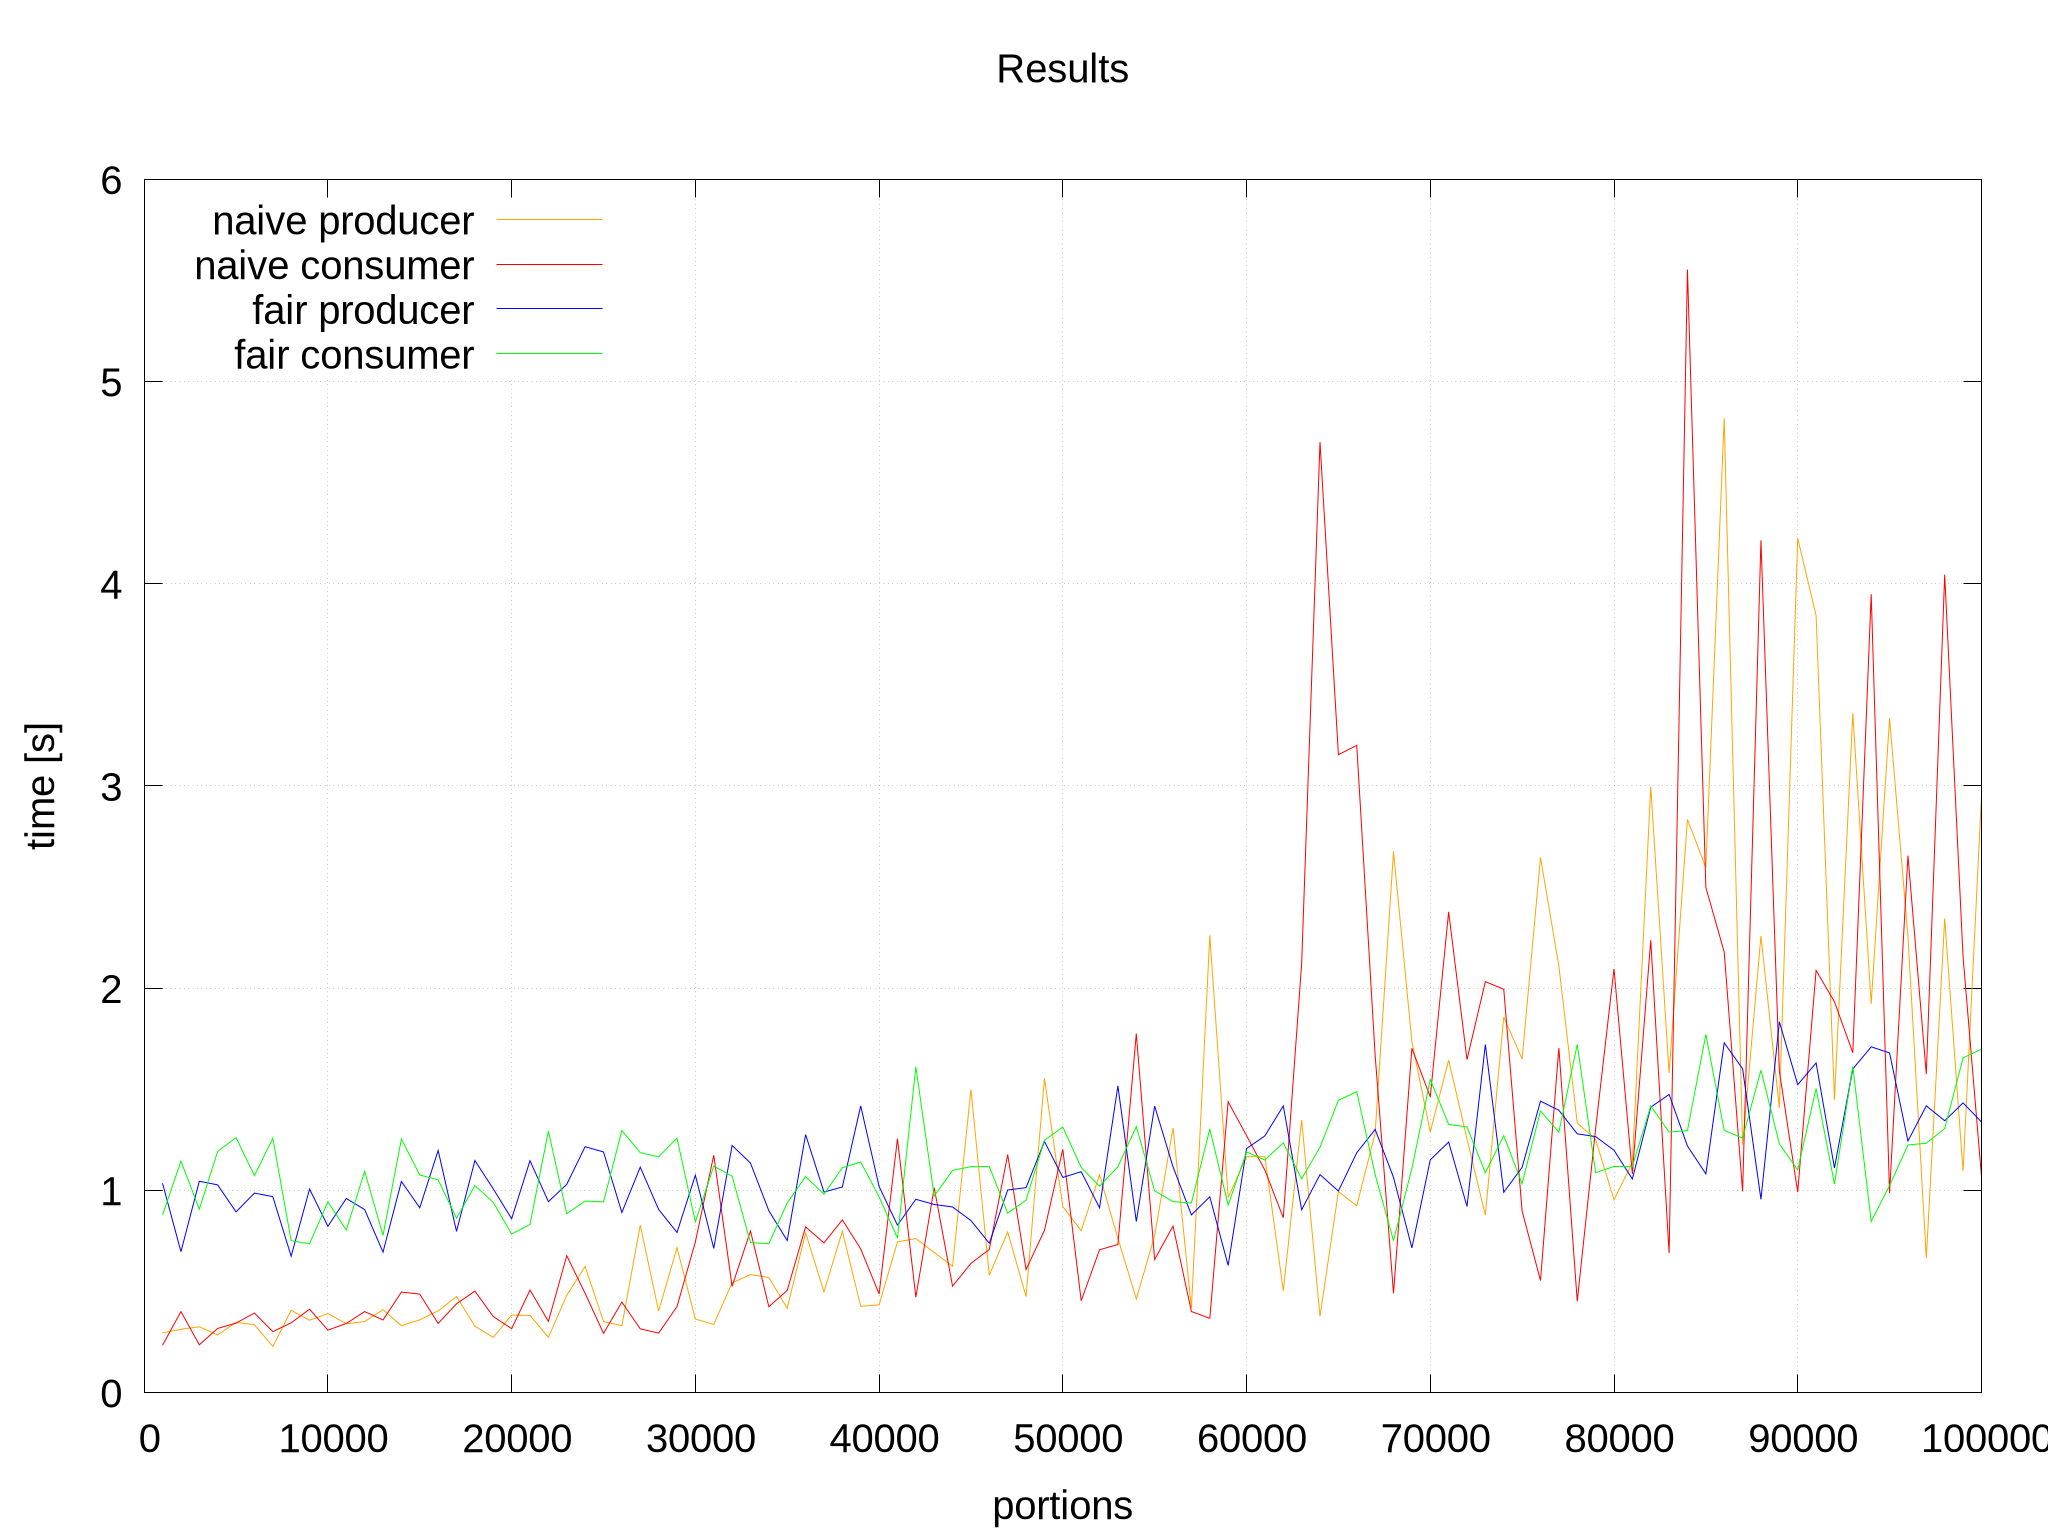 Results
6
5
4
3
2
1
0
naive producer
naive consumer
fair producer
fair consumer
time [s]
0 10000 20000 30000 40000 50000 60000 70000 80000 90000 100000
portions